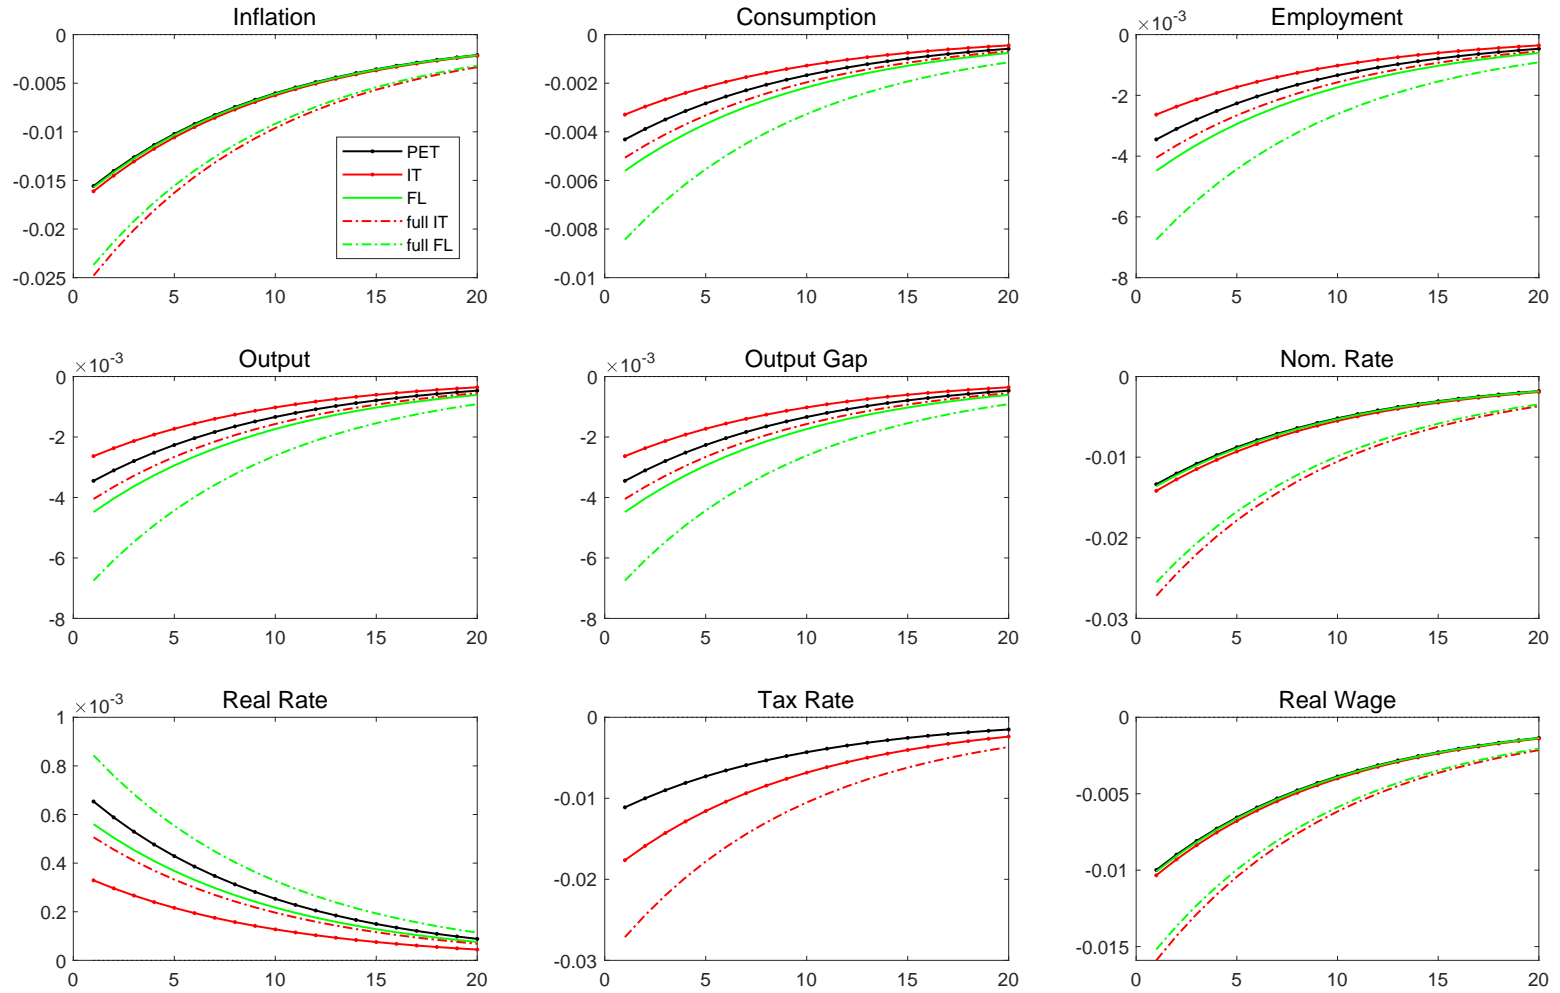 Inflation
0
-0.005
-0.01
-0.015
-0.02
-0.025
0 5 10 15 20
PET
IT
FL
full IT
full FL
Consumption
0
-0.002
-0.004
-0.006
-0.008
-0.01
0 5 10 15 20
Employment
×10⁻³
0
-2
-4
-6
-8
0 5 10 15 20
Output
×10⁻³
0
-2
-4
-6
-8
0 5 10 15 20
Output Gap
×10⁻³
0
-2
-4
-6
-8
0 5 10 15 20
Nom. Rate
0
-0.01
-0.02
-0.03
0 5 10 15 20
Real Rate
×10⁻³
1
0.8
0.6
0.4
0.2
0
0 5 10 15 20
Tax Rate
0
-0.01
-0.02
-0.03
0 5 10 15 20
Real Wage
0
-0.005
-0.01
-0.015
0 5 10 15 20